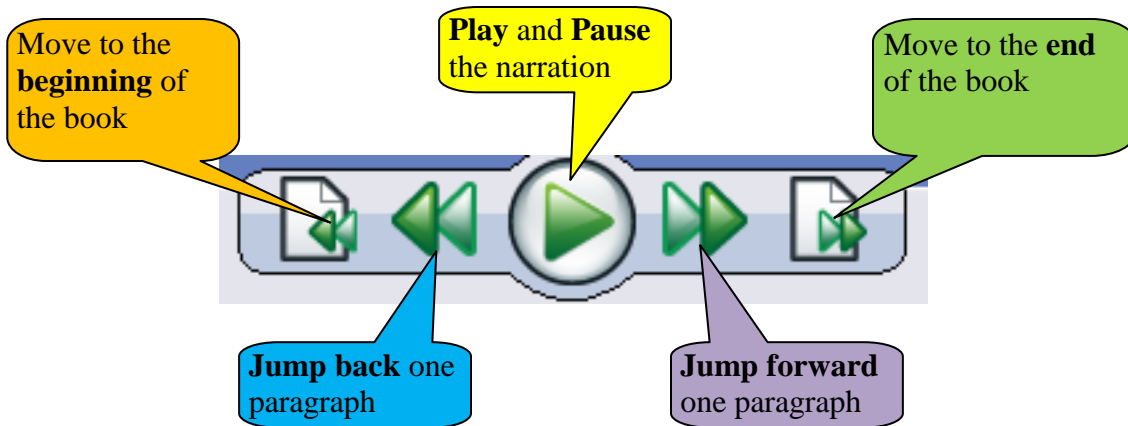 Move to the
beginning of
the book
Play and Pause
the narration
Move to the end
of the book
Jump back one
paragraph
Jump forward
one paragraph